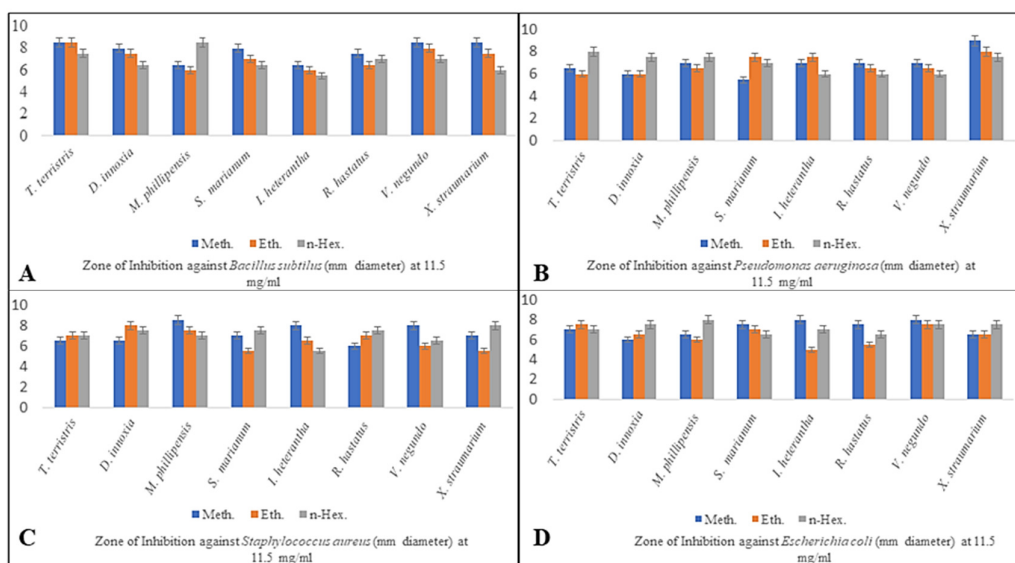 10
8
6
4
2
0
T. terristris
D. innoxia
M. phillipensis
S. marianum
I. heterantha
R. hastatus
V. negundo
X. straumarium
Meth. Eth. n-Hex.
A
Zone of Inhibition against Bacillus subtilus (mm diameter) at 11.5
mg/ml
10
8
6
4
2
0
T. terristris
D. innoxia
M. phillipensis
S. marianum
I. heterantha
R. hastatus
V. negundo
X. straumarium
Meth. Eth. n-Hex.
B
Zone of Inhibition against Pseudomonas aeruginosa (mm diameter) at
11.5 mg/ml
10
8
6
4
2
0
T. terristris
D. innoxia
M. phillipensis
S. marianum
I. heterantha
R. hastatus
V. negundo
X. straumarium
Meth. Eth. n-Hex.
C
Zone of Inhibition against Staphylococcus aureus (mm diameter) at
11.5 mg/ml
10
8
6
4
2
0
T. terristris
D. innoxia
M. phillipensis
S. marianum
I. heterantha
R. hastatus
V. negundo
X. straumarium
Meth. Eth. n-Hex.
D
Zone of Inhibition against Escherichia coli (mm diameter) at 11.5
mg/ml